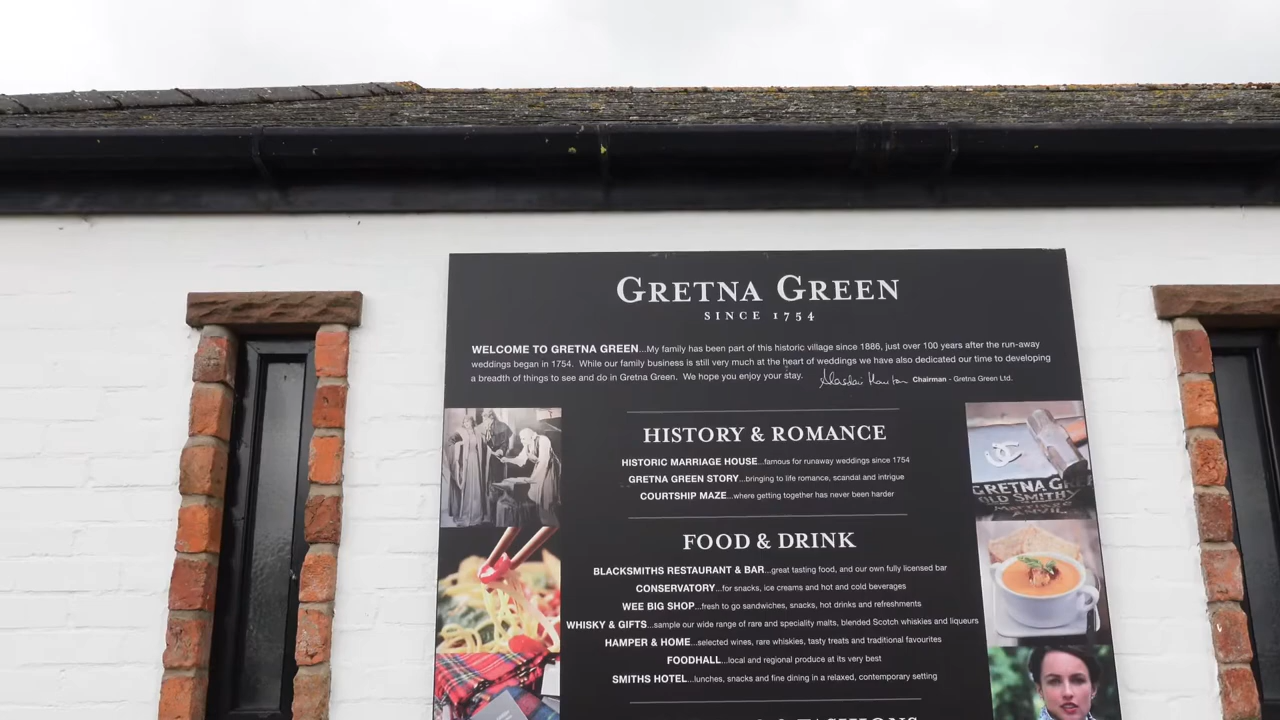 GRETNA GREEN
SINCE 1754
WELCOME TO GRETNA GREEN...My family has been part of this historic village since 1886, just over 100 years after the run-away
weddings began in 1754. While our family business is still very much at the heart of weddings we have also dedicated our time to developing
a breadth of things to see and do in Gretna Green. We hope you enjoy your stay. Chairman - Gretna Green Ltd.
HISTORY & ROMANCE
HISTORIC MARRIAGE HOUSE...famous for runaway weddings since 1754
GRETNA GREEN STORY...bringing to life romance, scandal and intrigue
COURTSHIP MAZE...where getting together has never been harder
GRETNA GR
OLD SMITHY
MARRIAGE
ANVIL
FOOD & DRINK
BLACKSMITHS RESTAURANT & BAR...great tasting food, and our own fully licensed bar
CONSERVATORY...for snacks, ice creams and hot and cold beverages
WEE BIG SHOP...fresh to go sandwiches, snacks, hot drinks and refreshments
WHISKY & GIFTS...sample our wide range of rare and speciality malts, blended Scotch whiskies and liqueurs
HAMPER & HOME...selected wines, rare whiskies, tasty treats and traditional favourites
FOODHALL...local and regional produce at its very best
SMITHS HOTEL...lunches, snacks and fine dining in a relaxed, contemporary setting
& FASHIONS